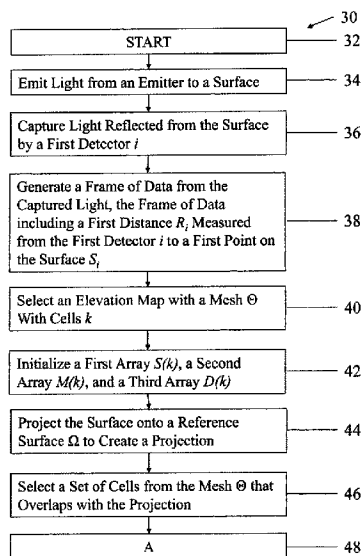 30
START
32
Emit Light from an Emitter to a Surface
34
Capture Light Reflected from the Surface
by a First Detector i
36
Generate a Frame of Data from the
Captured Light, the Frame of Data
including a First Distance Ri Measured
from the First Detector i to a First Point on
the Surface Si
38
Select an Elevation Map with a Mesh Θ
With Cells k
40
Initialize a First Array S(k), a Second
Array M(k), and a Third Array D(k)
42
Project the Surface onto a Reference
Surface Ω to Create a Projection
44
Select a Set of Cells from the Mesh Θ that
Overlaps with the Projection
46
A
48